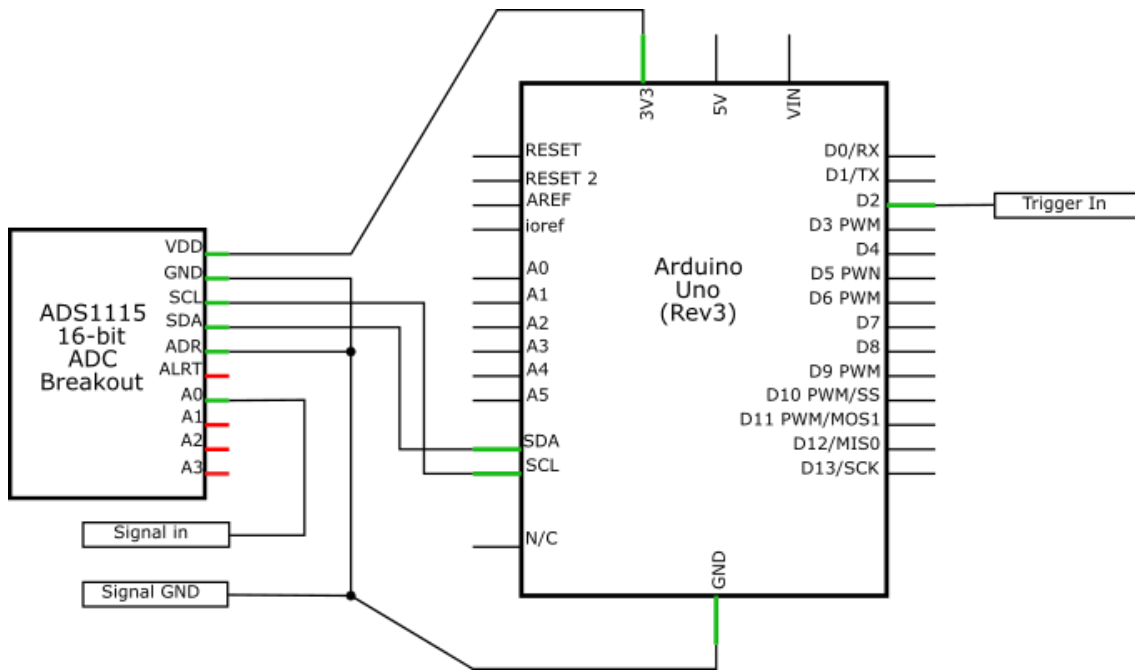 3V3
5V
VIN
RESET
RESET 2
AREF
ioref
A0
A1
A2
A3
A4
A5
SDA
SCL
N/C
GND
Arduino
Uno
(Rev3)
D0/RX
D1/TX
D2
D3 PWM
D4
D5 PWN
D6 PWM
D7
D8
D9 PWM
D10 PWM/SS
D11 PWM/MOS1
D12/MIS0
D13/SCK
Trigger In
ADS1115
16-bit
ADC
Breakout
VDD
GND
SCL
SDA
ADR
ALRT
A0
A1
A2
A3
Signal in
Signal GND